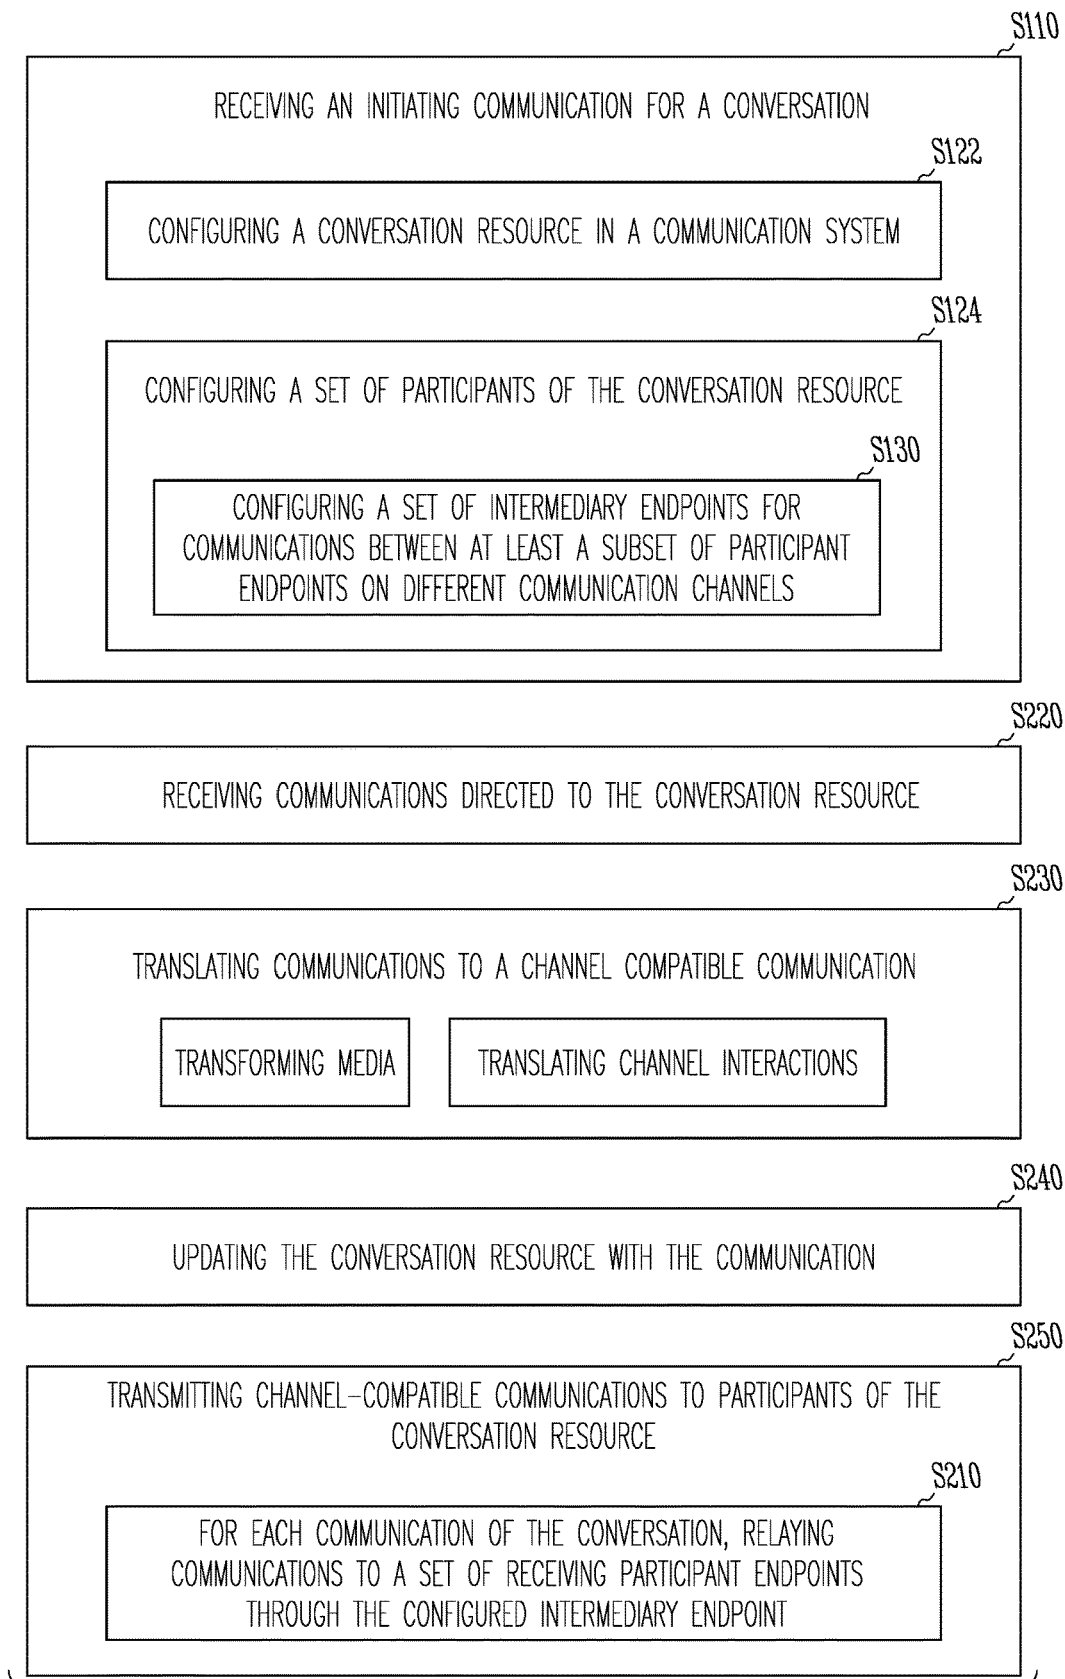 S110
RECEIVING AN INITIATING COMMUNICATION FOR A CONVERSATION
S122
CONFIGURING A CONVERSATION RESOURCE IN A COMMUNICATION SYSTEM
S124
CONFIGURING A SET OF PARTICIPANTS OF THE CONVERSATION RESOURCE
S130
CONFIGURING A SET OF INTERMEDIARY ENDPOINTS FOR
COMMUNICATIONS BETWEEN AT LEAST A SUBSET OF PARTICIPANT
ENDPOINTS ON DIFFERENT COMMUNICATION CHANNELS
S220
RECEIVING COMMUNICATIONS DIRECTED TO THE CONVERSATION RESOURCE
S230
TRANSLATING COMMUNICATIONS TO A CHANNEL COMPATIBLE COMMUNICATION
TRANSFORMING MEDIA
TRANSLATING CHANNEL INTERACTIONS
S240
UPDATING THE CONVERSATION RESOURCE WITH THE COMMUNICATION
S250
TRANSMITTING CHANNEL-COMPATIBLE COMMUNICATIONS TO PARTICIPANTS OF THE
CONVERSATION RESOURCE
S210
FOR EACH COMMUNICATION OF THE CONVERSATION, RELAYING
COMMUNICATIONS TO A SET OF RECEIVING PARTICIPANT ENDPOINTS
THROUGH THE CONFIGURED INTERMEDIARY ENDPOINT